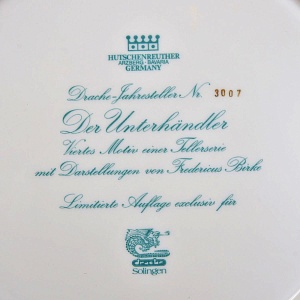 HUTSCHENREUTHER
ARZBERG-BAVARIA
GERMANY
Drache-Jahresteller Nr. 3007
Der Unterhändler
Viertes Motiv einer Tellerserie
mit Darstellungen von Fredericus Birke
Limitierte Auflage exclusiv für
drache
Solingen